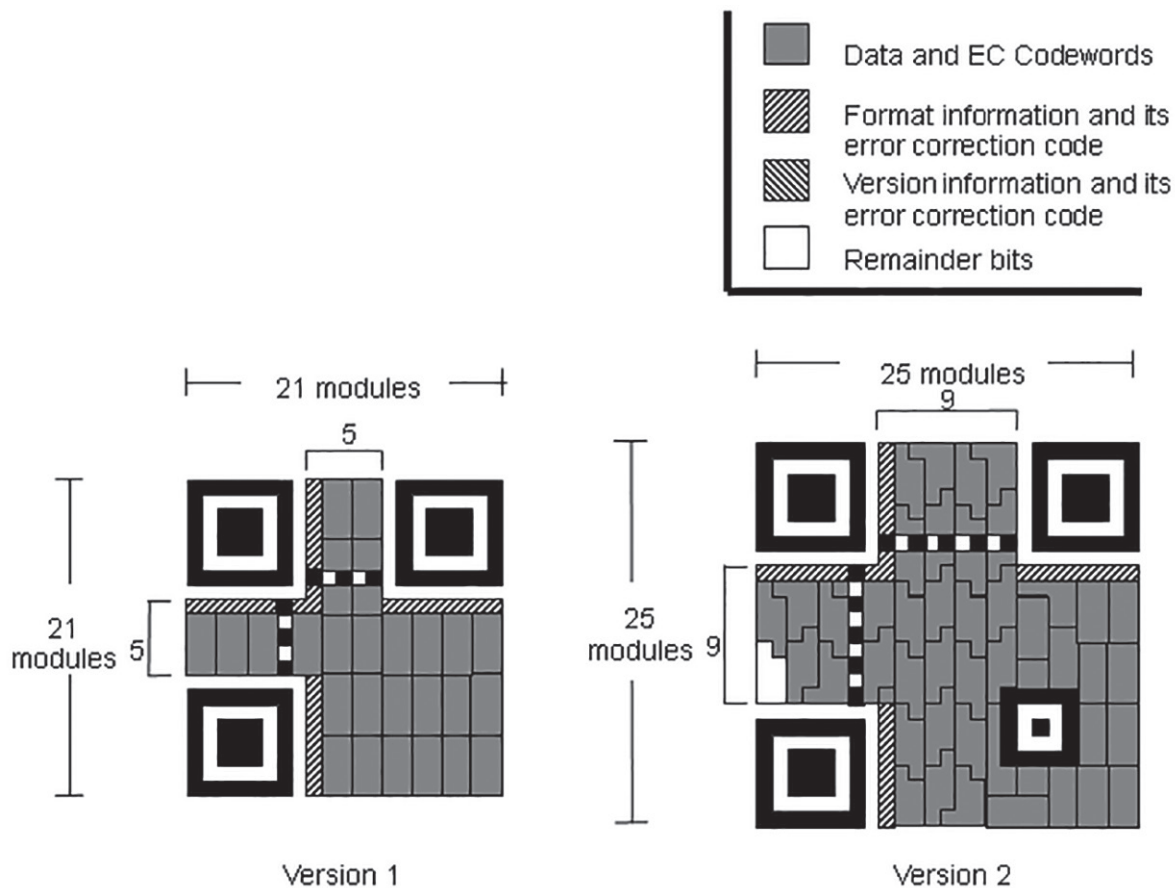 Data and EC Codewords
Format information and its
error correction code
Version information and its
error correction code
Remainder bits
21 modules
5
21
modules
5
Version 1
25 modules
9
25
modules
9
Version 2